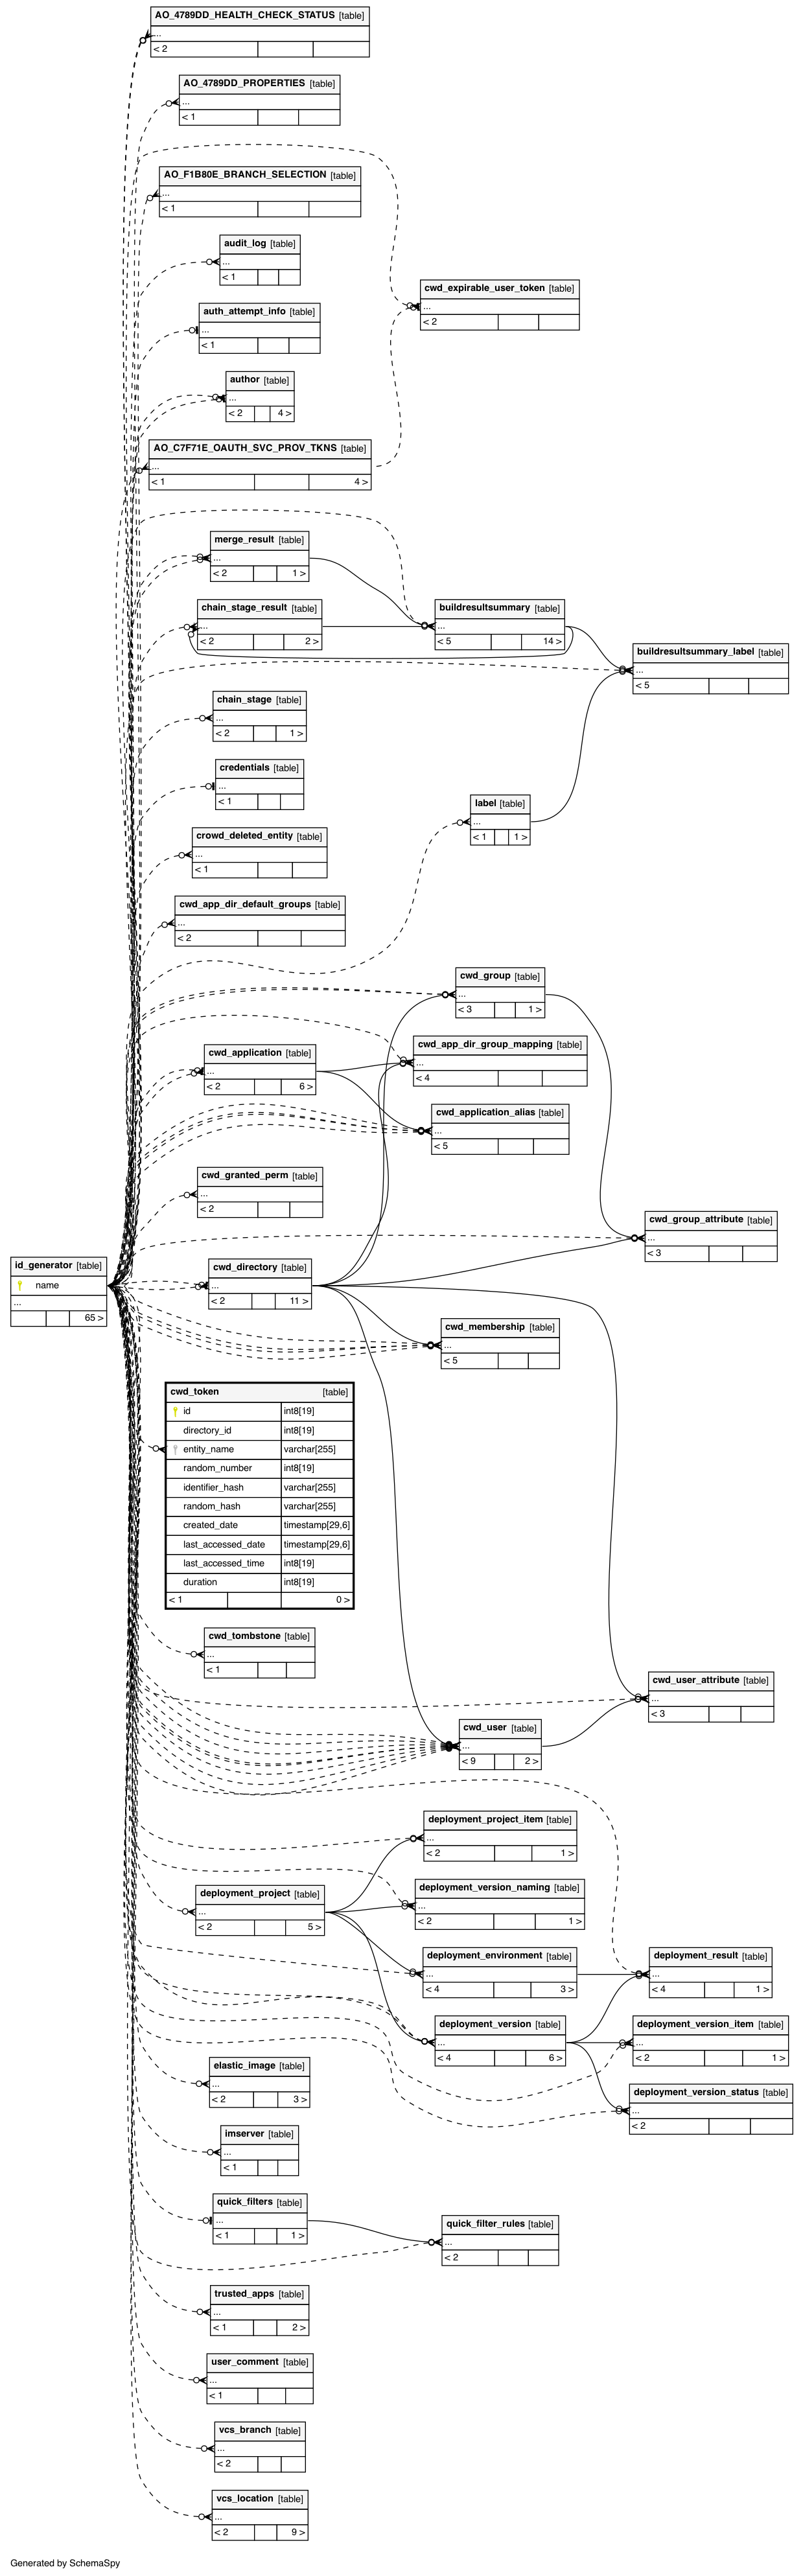 AO_4789DD_HEALTH_CHECK_STATUS [table]
...
< 2
AO_4789DD_PROPERTIES [table]
...
< 1
AO_F1B80E_BRANCH_SELECTION [table]
...
< 1
audit_log [table]
...
< 1
cwd_expirable_user_token [table]
...
< 2
auth_attempt_info [table]
...
< 1
author [table]
...
< 2 4 >
AO_C7F71E_OAUTH_SVC_PROV_TKNS [table]
...
< 1 4 >
merge_result [table]
...
< 2 1 >
chain_stage_result [table]
...
< 2 2 >
buildresultsummary [table]
...
< 5 14 >
buildresultsummary_label [table]
...
< 5
chain_stage [table]
...
< 2 1 >
credentials [table]
...
< 1
label [table]
...
< 1 1 >
crowd_deleted_entity [table]
...
< 1
cwd_app_dir_default_groups [table]
...
< 2
cwd_group [table]
...
< 3 1 >
cwd_application [table]
...
< 2 6 >
cwd_app_dir_group_mapping [table]
...
< 4
cwd_application_alias [table]
...
< 5
cwd_granted_perm [table]
...
< 2
cwd_group_attribute [table]
...
< 3
id_generator [table]
name
...
65 >
cwd_directory [table]
...
< 2 11 >
cwd_membership [table]
...
< 5
cwd_token [table]
id int8[19]
directory_id int8[19]
entity_name varchar[255]
random_number int8[19]
identifier_hash varchar[255]
random_hash varchar[255]
created_date timestamp[29,6]
last_accessed_date timestamp[29,6]
last_accessed_time int8[19]
duration int8[19]
< 1 0 >
cwd_tombstone [table]
...
< 1
cwd_user_attribute [table]
...
< 3
cwd_user [table]
...
< 9 2 >
deployment_project_item [table]
...
< 2 1 >
deployment_project [table]
...
< 2 5 >
deployment_version_naming [table]
...
< 2 1 >
deployment_environment [table]
...
< 4 3 >
deployment_result [table]
...
< 4 1 >
deployment_version [table]
...
< 4 6 >
deployment_version_item [table]
...
< 2 1 >
elastic_image [table]
...
< 2 3 >
deployment_version_status [table]
...
< 2
imserver [table]
...
< 1
quick_filters [table]
...
< 1 1 >
quick_filter_rules [table]
...
< 2
trusted_apps [table]
...
< 1 2 >
user_comment [table]
...
< 1
vcs_branch [table]
...
< 2
vcs_location [table]
...
< 2 9 >
Generated by SchemaSpy